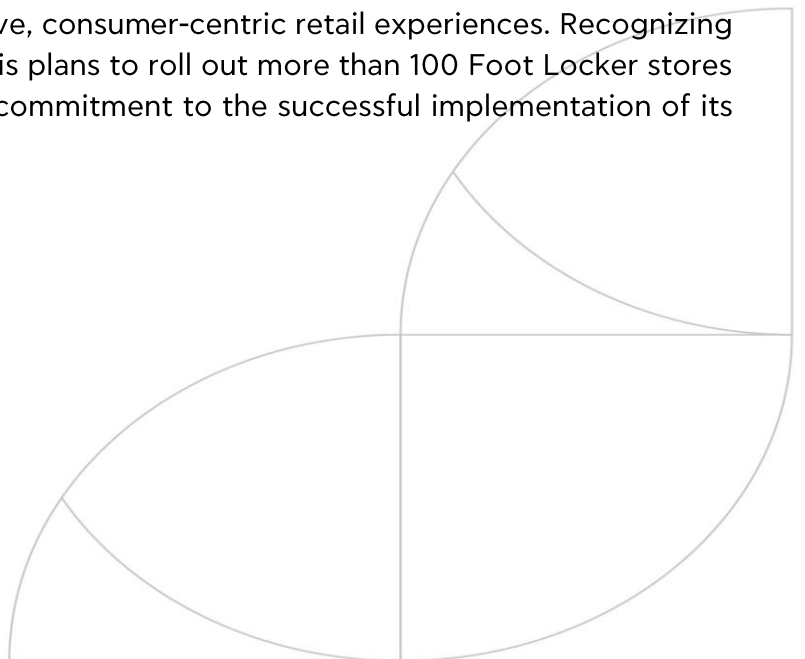 ve, consumer-centric retail experiences. Recognizing
is plans to roll out more than 100 Foot Locker stores
commitment to the successful implementation of its